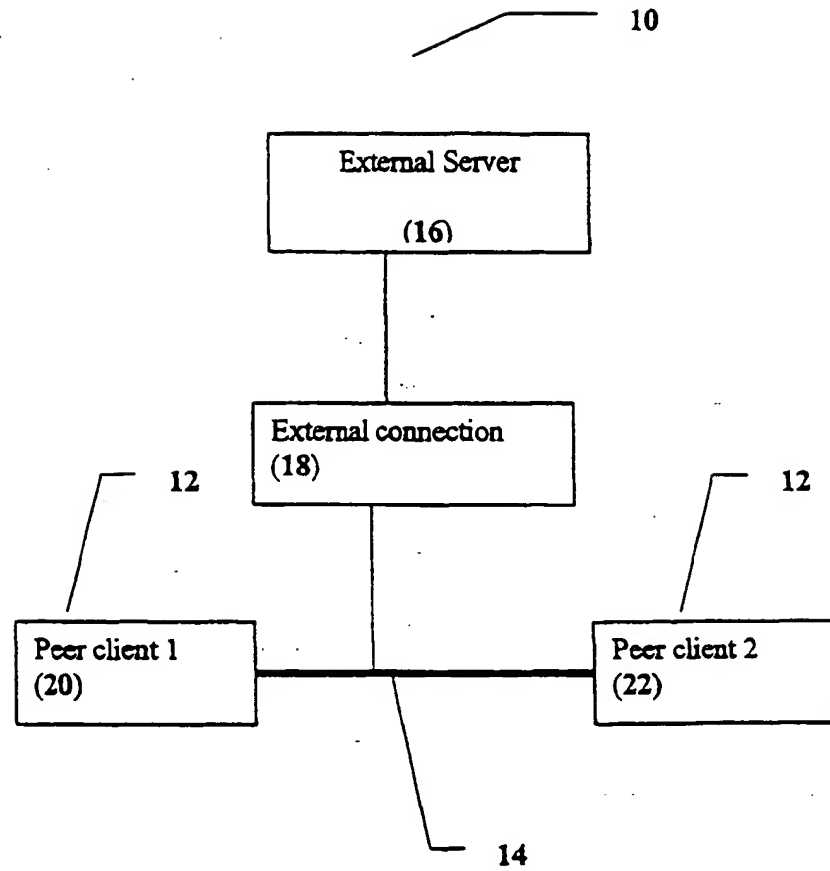 10
External Server
(16)
External connection
(18)
12
12
Peer client 1
(20)
Peer client 2
(22)
14